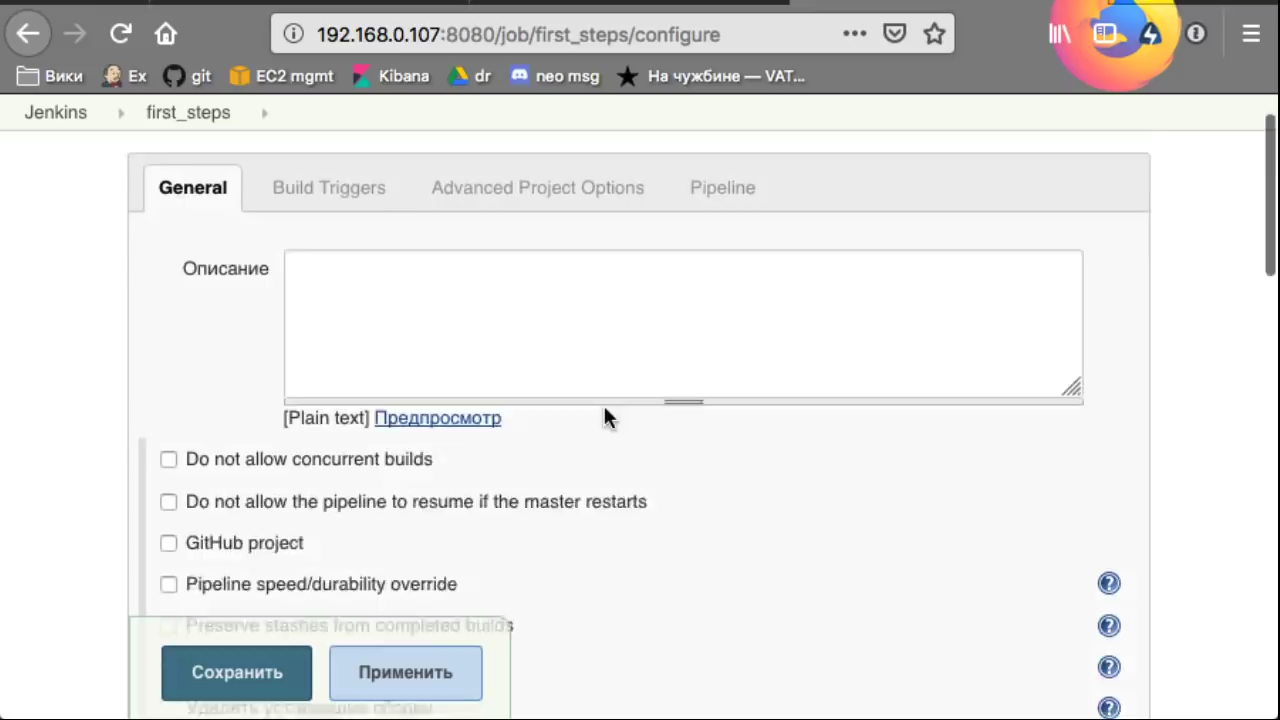 192.168.0.107:8080/job/first_steps/configure
Вики Ex git EC2 mgmt Kibana dr neo msg На чужбине — VAT...
Jenkins first_steps
General Build Triggers Advanced Project Options Pipeline
Описание
[Plain text] Предпросмотр
Do not allow concurrent builds
Do not allow the pipeline to resume if the master restarts
GitHub project
Pipeline speed/durability override
Preserve stashes from completed builds
Сохранить Применить